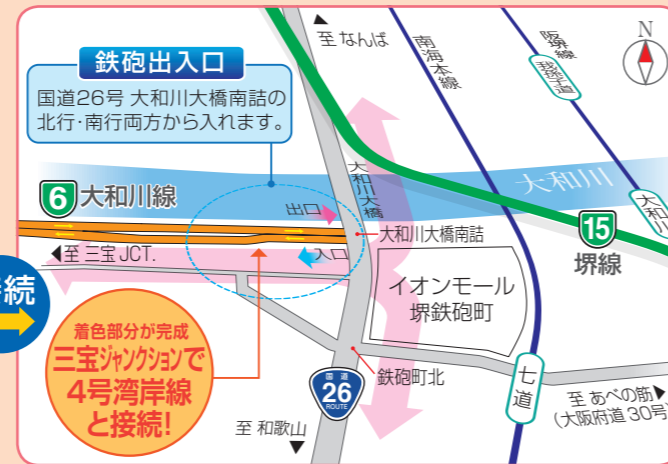 至 なんば
南海本線
阪堺線
我孫子道
N
鉄砲出入口
国道26号 大和川大橋南詰の
北行・南行両方から入れます。
大和川大橋
大和川
大和川
6 大和川線
出口
入口
大和川大橋南詰
15
堺線
至 三宝JCT.
続
イオンモール
堺鉄砲町
着色部分が完成
三宝ジャンクションで
4号湾岸線
と接続!
国道
26
ROUTE
鉄砲町北
七道
至 和歌山
至 あべの筋
(大阪府道30号)